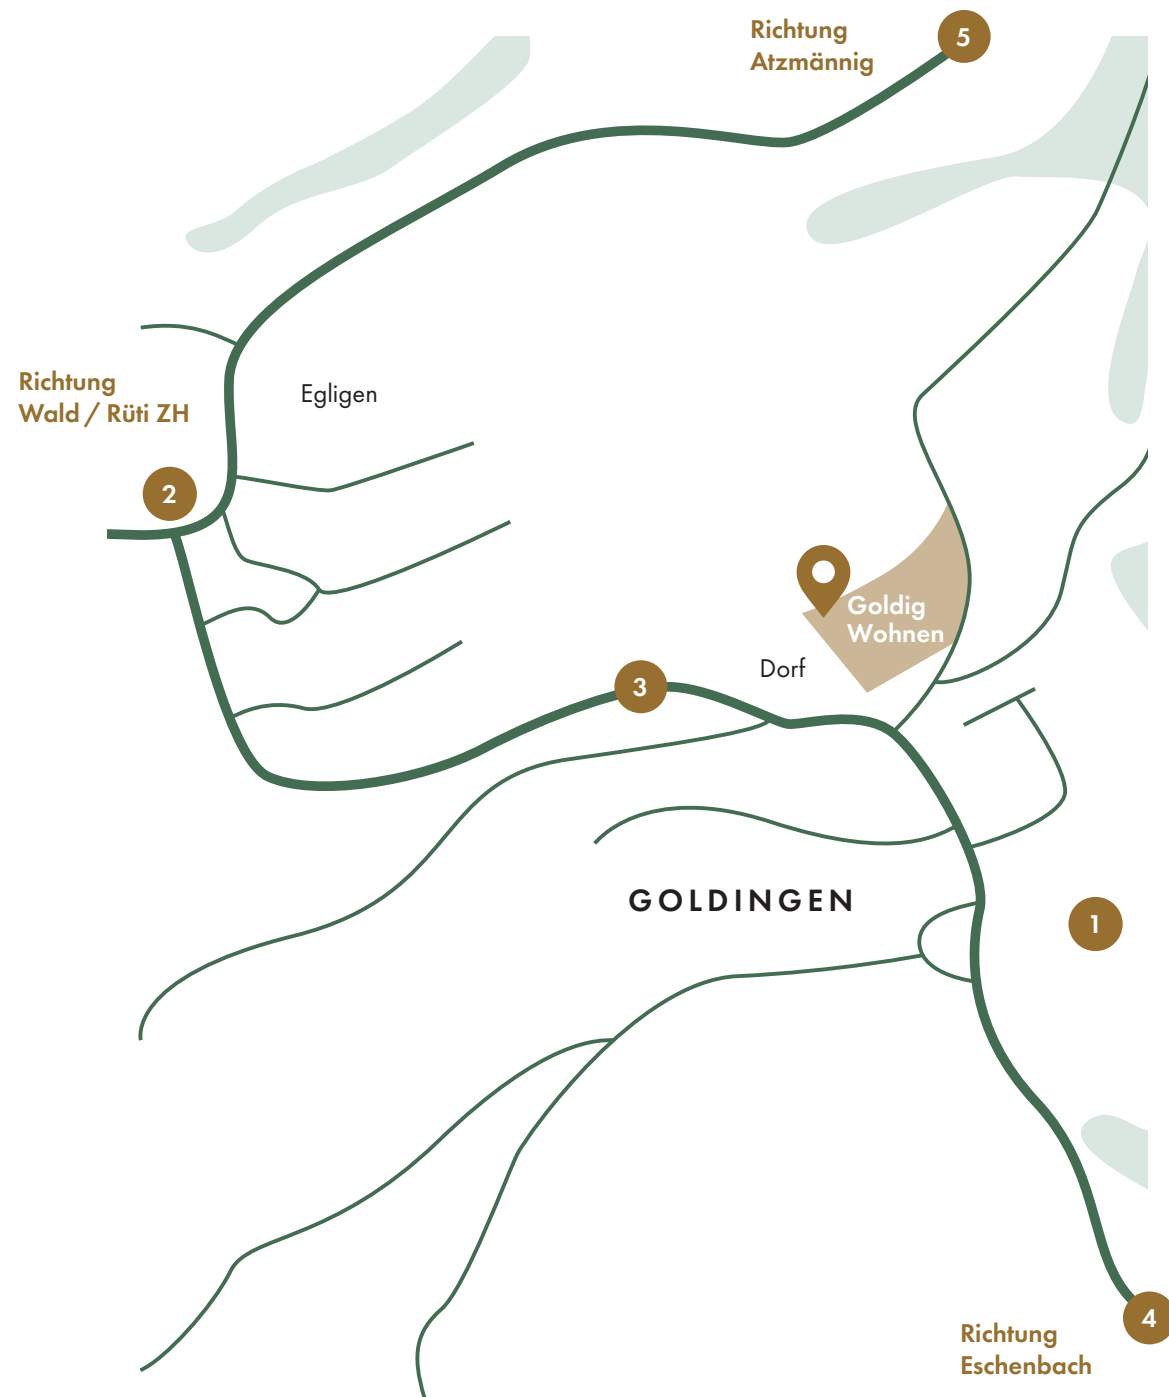 Richtung
Atzmännig
5
Richtung
Wald / Rüti ZH
Egligen
2
Goldig
Wohnen
Dorf
3
GOLDINGEN
1
4
Richtung
Eschenbach